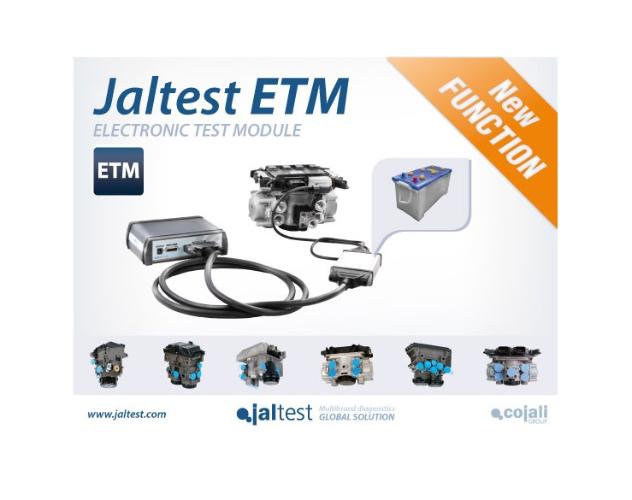 Jaltest ETM
ELECTRONIC TEST MODULE
New
FUNCTION
ETM
www.jaltest.com
jaltest
Multibrand diagnostics
GLOBAL SOLUTION
cojali
GROUP